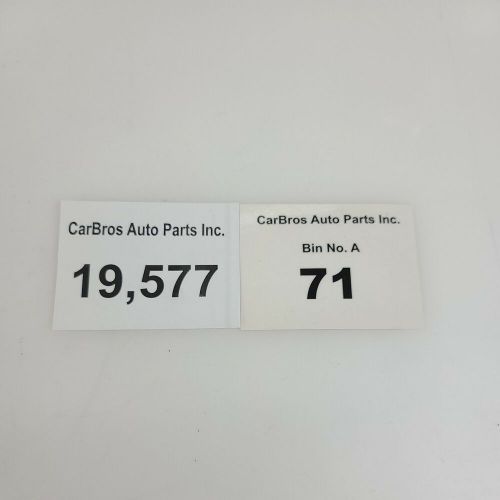 CarBros Auto Parts Inc.
19,577
CarBros Auto Parts Inc.
Bin No. A
71